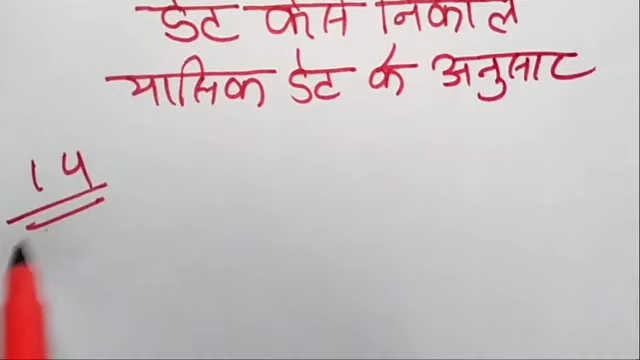 डेट कैसे निकाले
यासिक डेट के अनुसाट
14